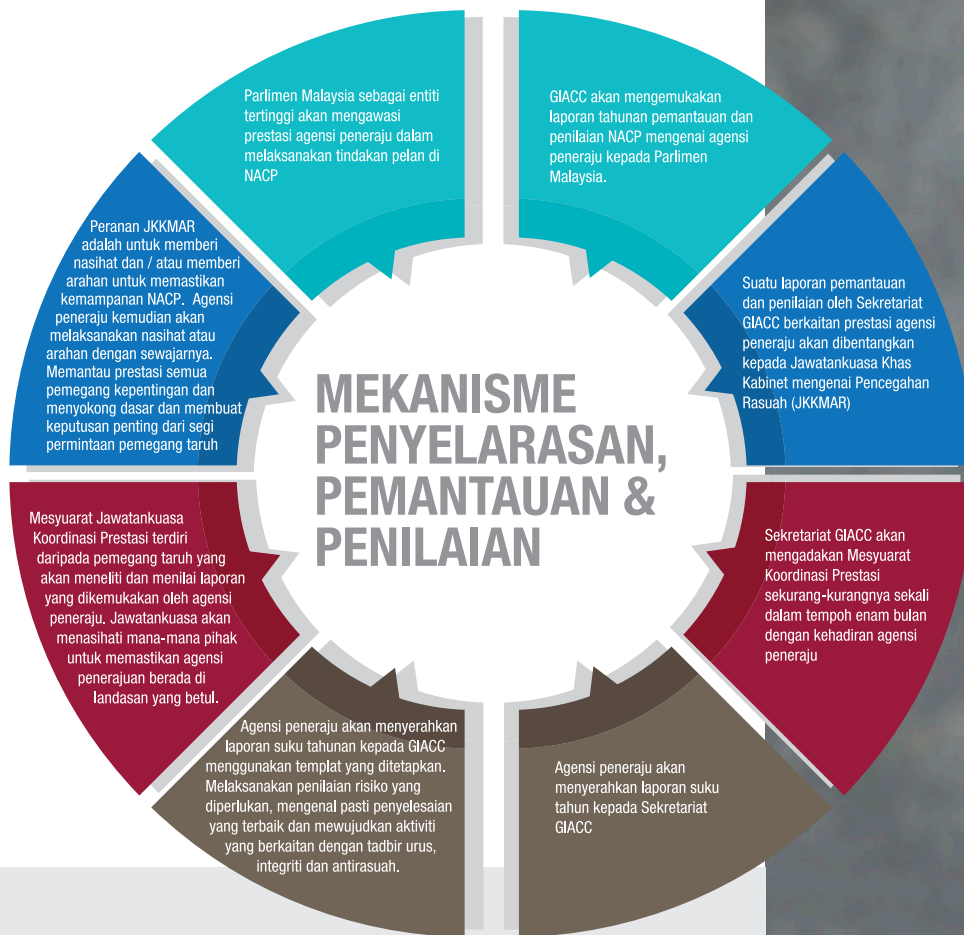 Parlimen Malaysia sebagai entiti
tertinggi akan mengawasi
prestasi agensi peneraju dalam
melaksanakan tindakan pelan di
NACP
GIACC akan mengemukakan
laporan tahunan pemantauan dan
penilaian NACP mengenai agensi
peneraju kepada Parlimen
Malaysia.
Peranan JKKMAR
adalah untuk memberi
nasihat dan / atau memberi
arahan untuk memastikan
kemampanan NACP. Agensi
peneraju kemudian akan
melaksanakan nasihat atau
arahan dengan sewajarnya.
Memantau prestasi semua
pemegang kepentingan dan
menyokong dasar dan membuat
keputusan penting dari segi
permintaan pemegang taruh
Suatu laporan pemantauan
dan penilaian oleh Sekretariat
GIACC berkaitan prestasi agensi
peneraju akan dibentangkan
kepada Jawatankuasa Khas
Kabinet mengenai Pencegahan
Rasuah (JKKMAR)
MEKANISME
PENYELARASAN,
PEMANTAUAN &
PENILAIAN
Mesyuarat Jawatankuasa
Koordinasi Prestasi terdiri
daripada pemegang taruh yang
akan meneliti dan menilai laporan
yang dikemukakan oleh agensi
peneraju. Jawatankuasa akan
menasihati mana-mana pihak
untuk memastikan agensi
penerajuan berada di
landasan yang betul.
Sekretariat GIACC akan
mengadakan Mesyuarat
Koordinasi Prestasi
sekurang-kurangnya sekali
dalam tempoh enam bulan
dengan kehadiran agensi
peneraju
Agensi peneraju akan menyerahkan
laporan suku tahunan kepada GIACC
menggunakan templat yang ditetapkan.
Melaksanakan penilaian risiko yang
diperlukan, mengenal pasti penyelesaian
yang terbaik dan mewujudkan aktiviti
yang berkaitan dengan tadbir urus,
integriti dan antirasuah.
Agensi peneraju akan
menyerahkan laporan suku
tahun kepada Sekretariat
GIACC